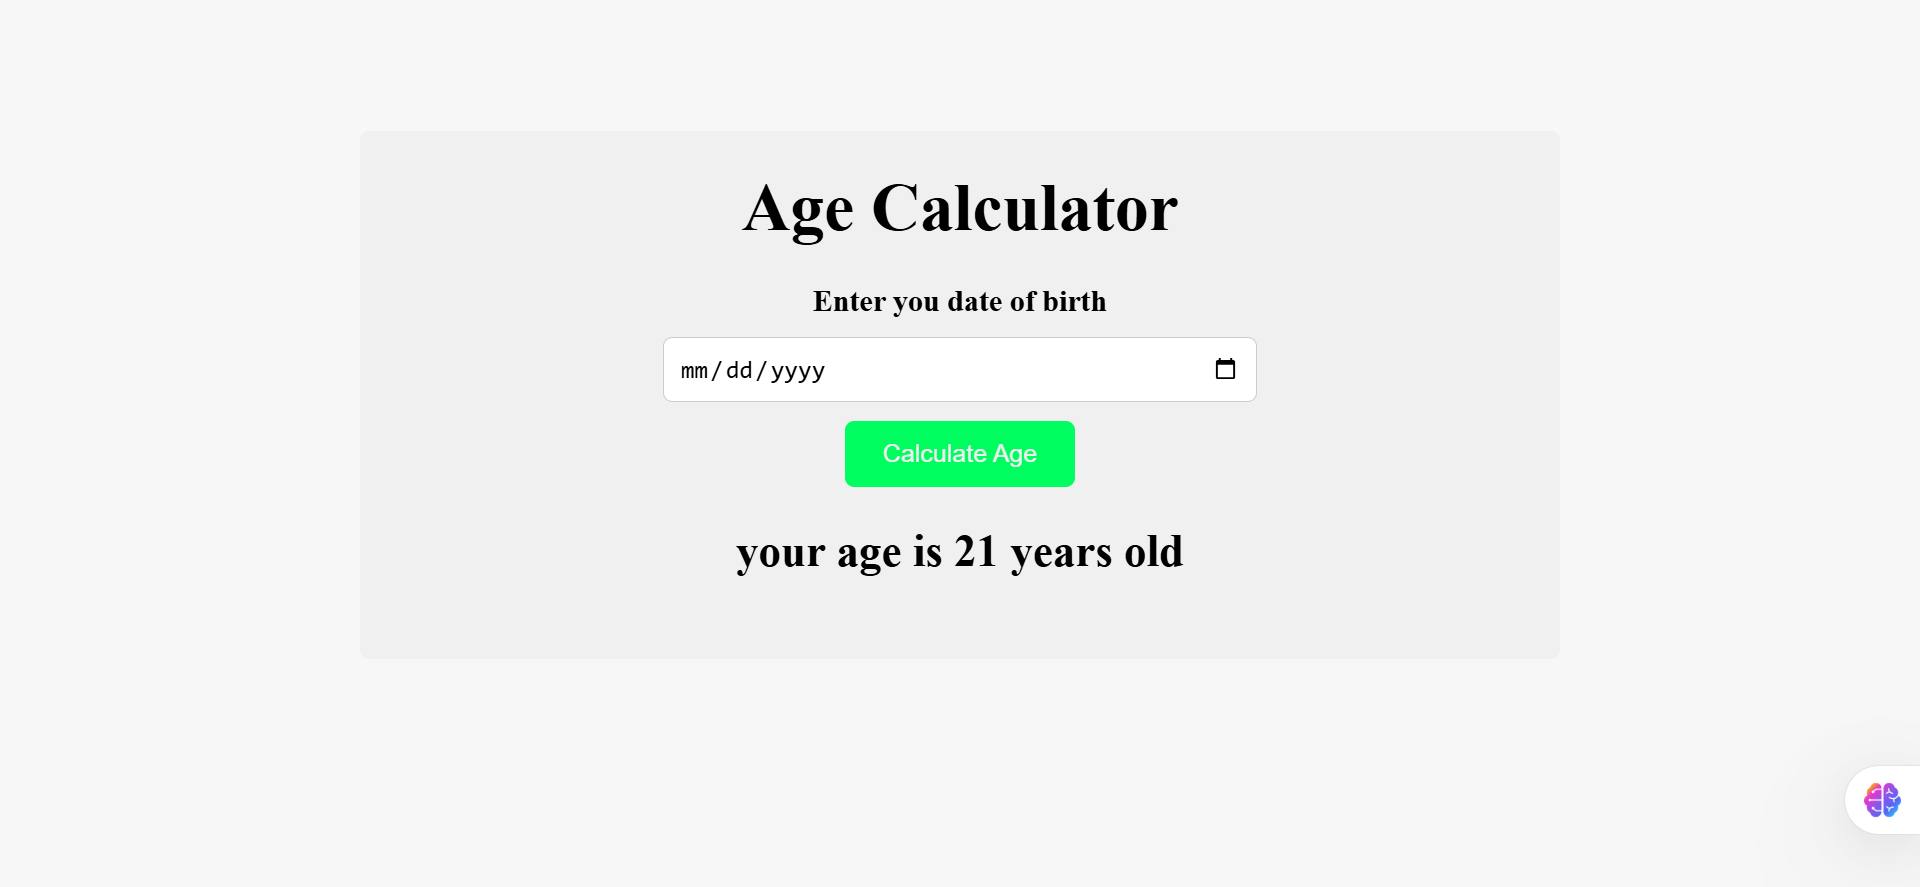 Age Calculator
Enter you date of birth
mm/dd/yyyy
Calculate Age
your age is 21 years old